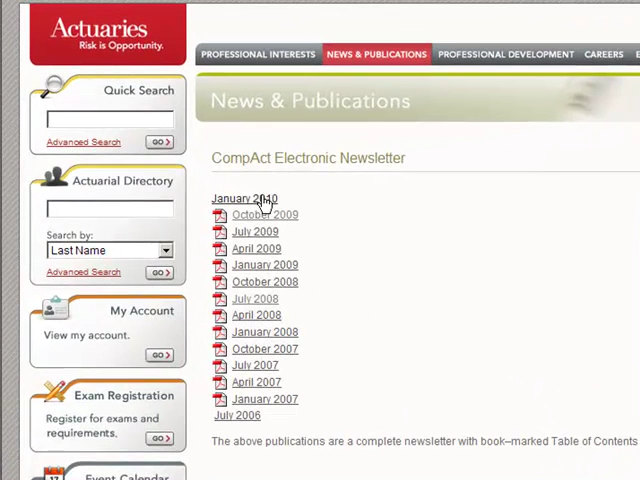 Actuaries
Risk is Opportunity.
PROFESSIONAL INTERESTS NEWS & PUBLICATIONS PROFESSIONAL DEVELOPMENT CAREERS
Quick Search
Advanced Search GO
News & Publications
CompAct Electronic Newsletter
Actuarial Directory
Search by:
Last Name
Advanced Search GO
My Account
View my account.
GO
Exam Registration
Register for exams and
requirements.
GO
Event Calendar
17
January 2010
October 2009
July 2009
April 2009
January 2009
October 2008
July 2008
April 2008
January 2008
October 2007
July 2007
April 2007
January 2007
July 2006
The above publications are a complete newsletter with book–marked Table of Contents